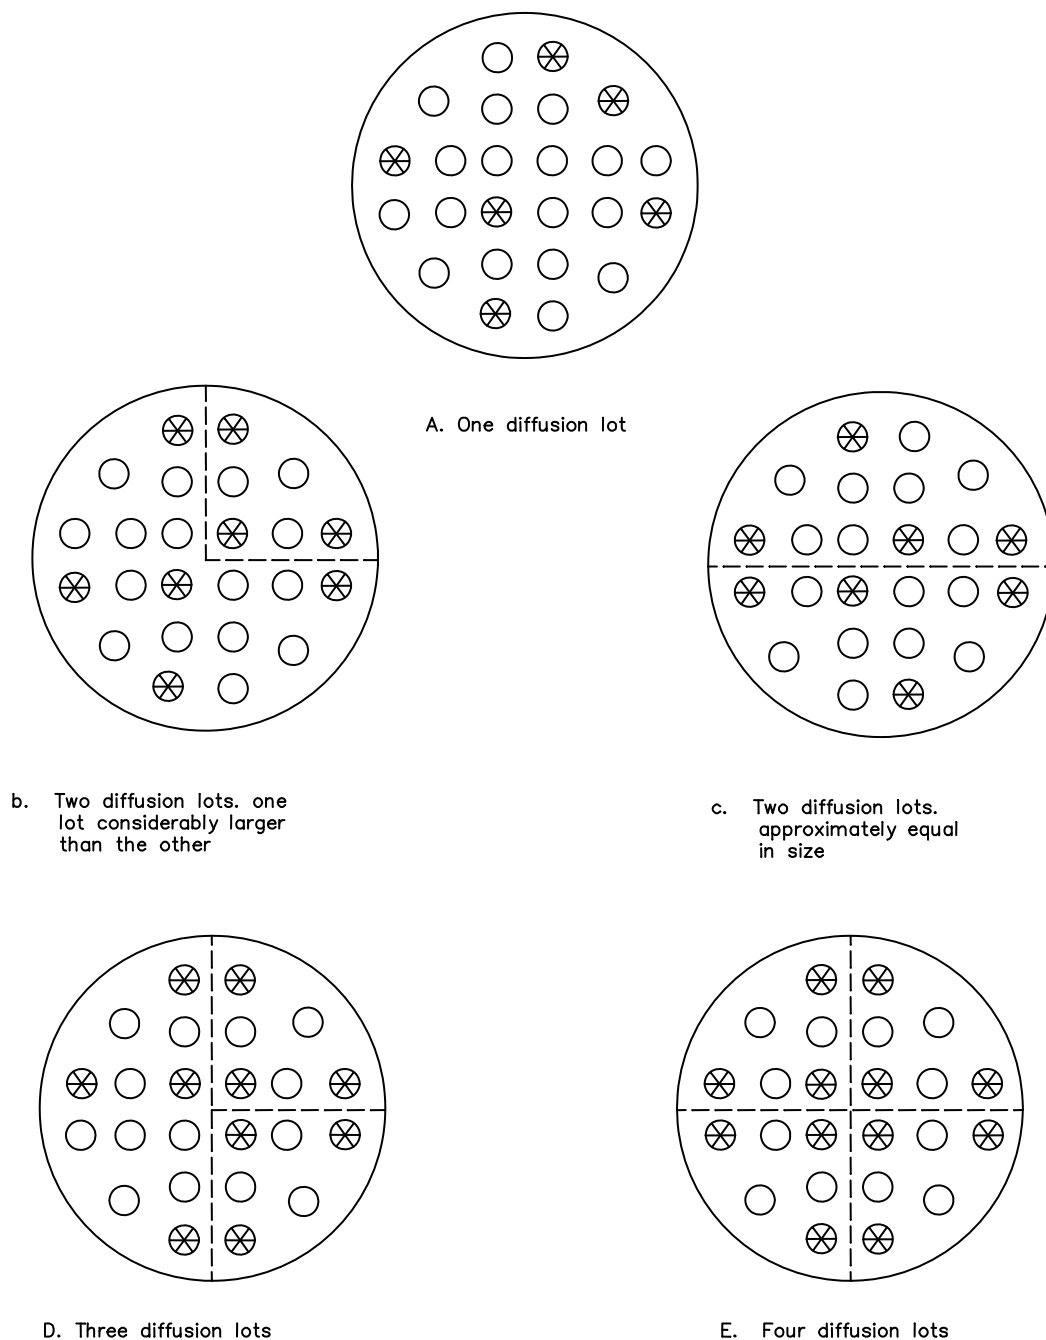 A. One diffusion lot
b. Two diffusion lots. one
lot considerably larger
than the other
c. Two diffusion lots.
approximately equal
in size
D. Three diffusion lots
E. Four diffusion lots